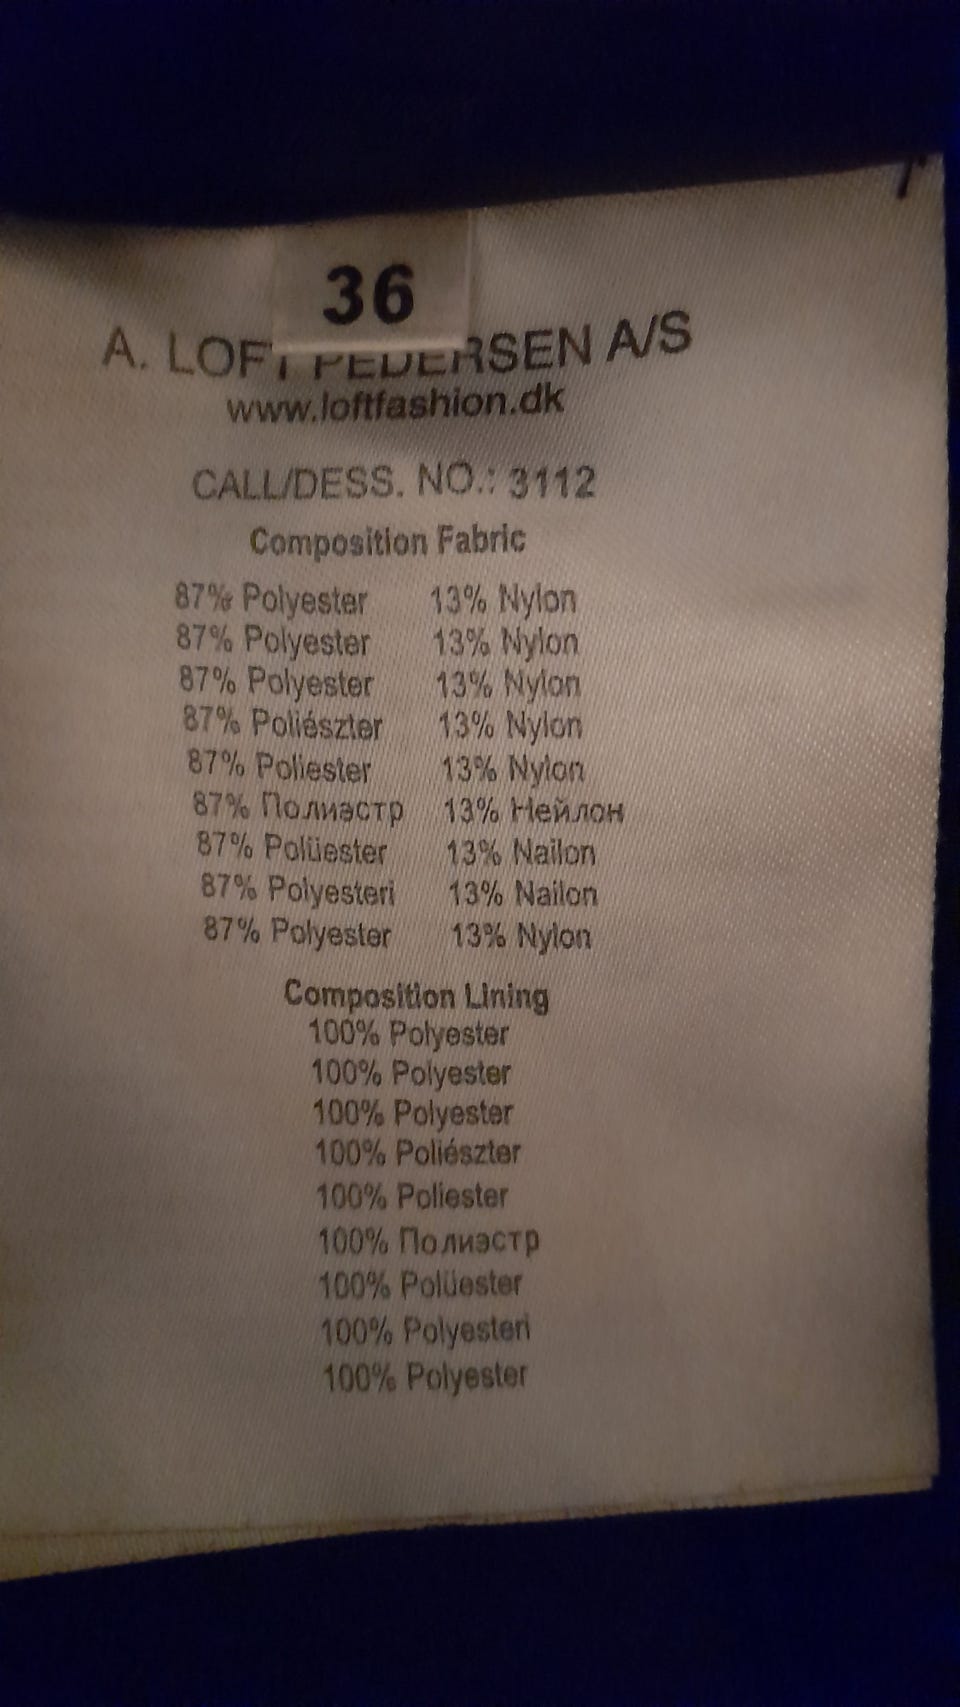 36
A. LOFT PEDERSEN A/S
www.loftfashion.dk
CALL/DESS. NO.: 3112
Composition Fabric
87% Polyester 13% Nylon
87% Polyester 13% Nylon
87% Polyester 13% Nylon
87% Poliészter 13% Nylon
87% Poliester 13% Nylon
87% Полиэстр 13% Нейлон
87% Polüester 13% Nailon
87% Polyesteri 13% Nailon
87% Polyester 13% Nylon
Composition Lining
100% Polyester
100% Polyester
100% Polyester
100% Poliészter
100% Poliester
100% Полиэстр
100% Polüester
100% Polyesteri
100% Polyester